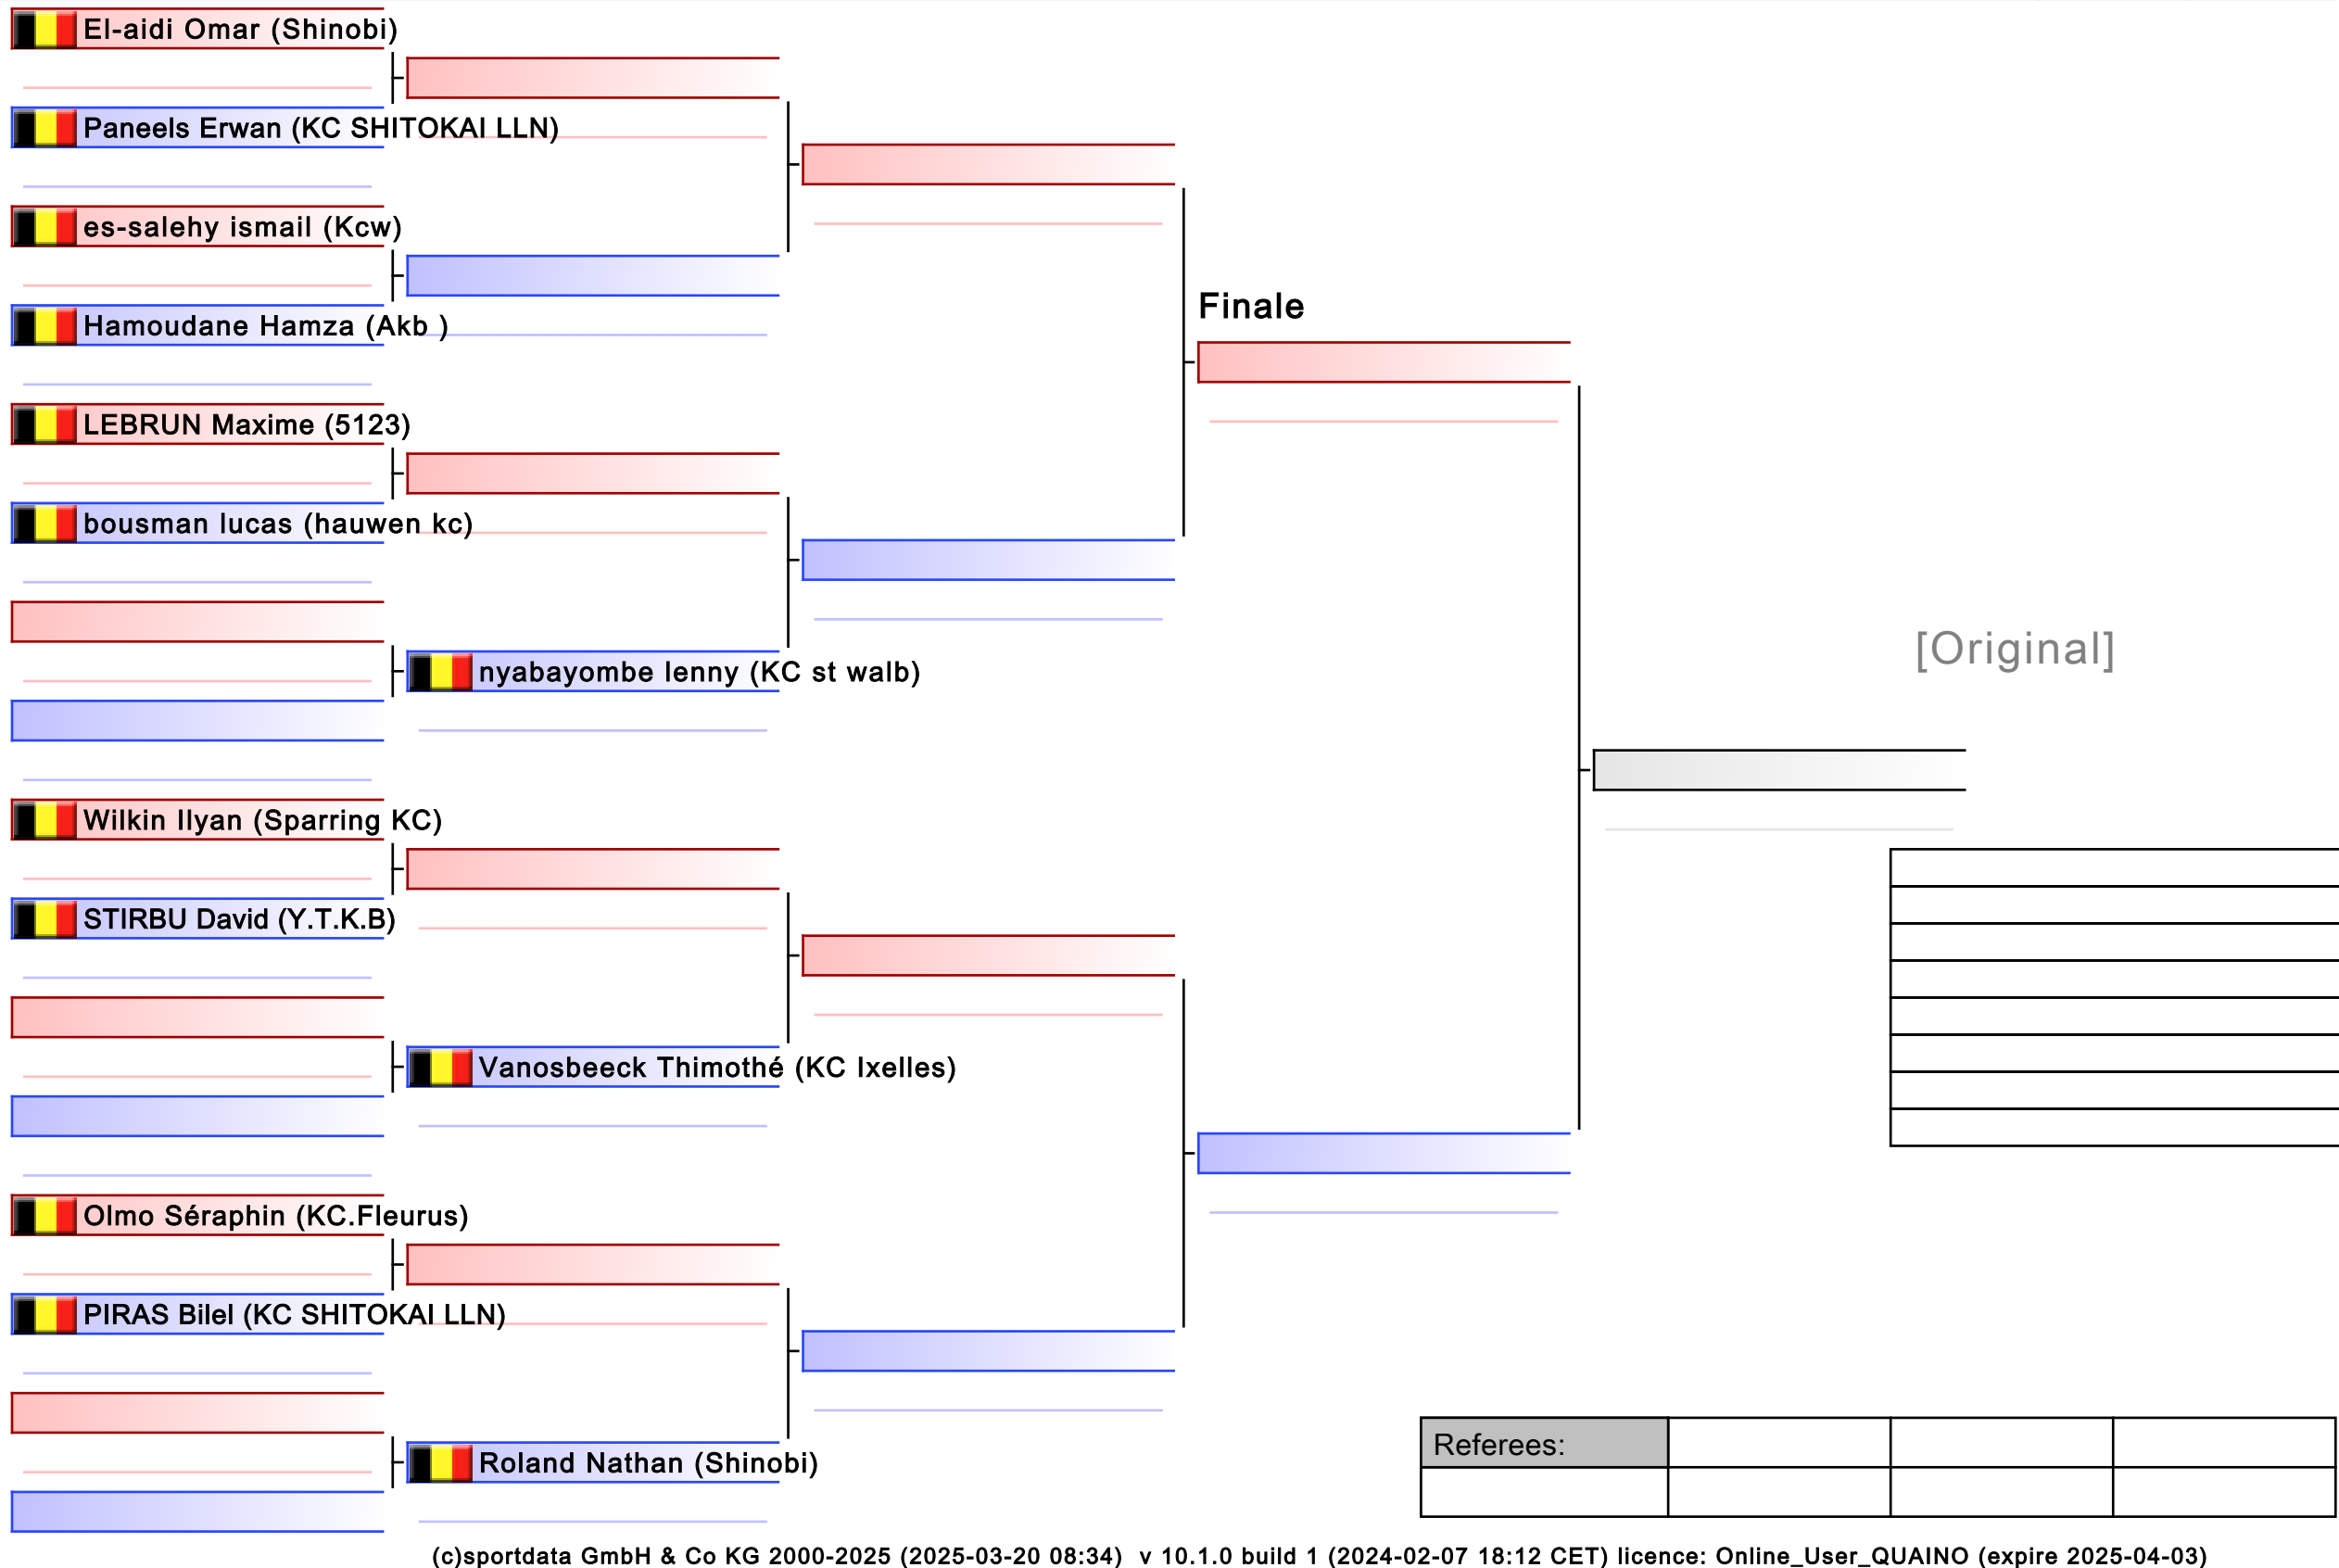 El-aidi Omar (Shinobi)
Paneels Erwan (KC SHITOKAI LLN)
es-salehy ismail (Kcw)
Hamoudane Hamza (Akb )
LEBRUN Maxime (5123)
bousman lucas (hauwen kc)
nyabayombe lenny (KC st walb)
Wilkin Ilyan (Sparring KC)
STIRBU David (Y.T.K.B)
Vanosbeeck Thimothé (KC Ixelles)
Olmo Séraphin (KC.Fleurus)
PIRAS Bilel (KC SHITOKAI LLN)
Roland Nathan (Shinobi)
Finale
[Original]
Referees:
(c)sportdata GmbH & Co KG 2000-2025 (2025-03-20 08:34)  v 10.1.0 build 1 (2024-02-07 18:12 CET) licence: Online_User_QUAINO (expire 2025-04-03)